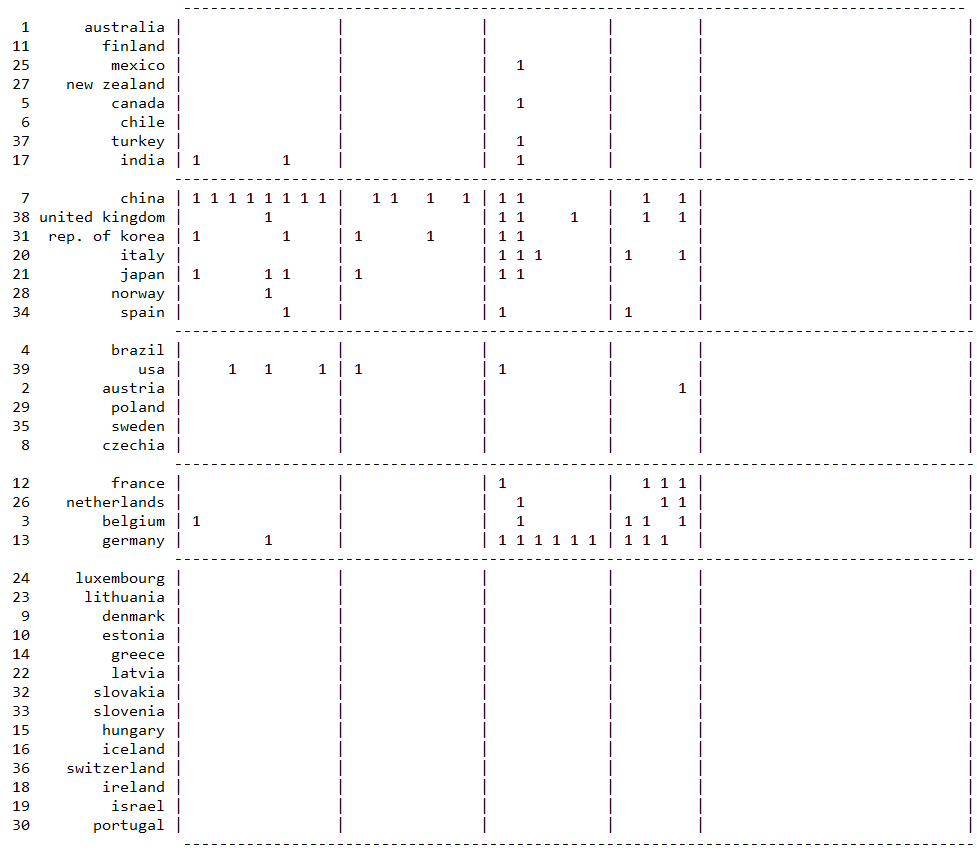 ---------------------------------------------------------------------------------------
1 australia | | | | | |
11 finland | | | | | |
25 mexico | | | 1 | | |
27 new zealand | | | | | |
5 canada | | | 1 | | |
6 chile | | | | | |
37 turkey | | | 1 | | |
17 india | 1 1 | | 1 | | |
-----------------------------------------------------------------------------------------
7 china | 1 1 1 1 1 1 1 1 | 1 1 1 1 | 1 1 | 1 1 | |
38 united kingdom | 1 | | 1 1 1 | 1 1 | |
31 rep. of korea | 1 1 | 1 1 | 1 1 | | |
20 italy | | | 1 1 1 | 1 1 | |
21 japan | 1 1 1 | 1 | 1 1 | | |
28 norway | 1 | | | | |
34 spain | 1 | | 1 | 1 | |
-----------------------------------------------------------------------------------------
4 brazil | | | | | |
39 usa | 1 1 1 | 1 | 1 | | |
2 austria | | | | 1 | |
29 poland | | | | | |
35 sweden | | | | | |
8 czechia | | | | | |
-----------------------------------------------------------------------------------------
12 france | | | 1 | 1 1 1 | |
26 netherlands | | | 1 | 1 1 | |
3 belgium | 1 | | 1 | 1 1 1 | |
13 germany | 1 | | 1 1 1 1 1 1 | 1 1 1 | |
-----------------------------------------------------------------------------------------
24 luxembourg | | | | | |
23 lithuania | | | | | |
9 denmark | | | | | |
10 estonia | | | | | |
14 greece | | | | | |
22 latvia | | | | | |
32 slovakia | | | | | |
33 slovenia | | | | | |
15 hungary | | | | | |
16 iceland | | | | | |
36 switzerland | | | | | |
18 ireland | | | | | |
19 israel | | | | | |
30 portugal | | | | | |
 ----------------------------------------------------------------------------------------